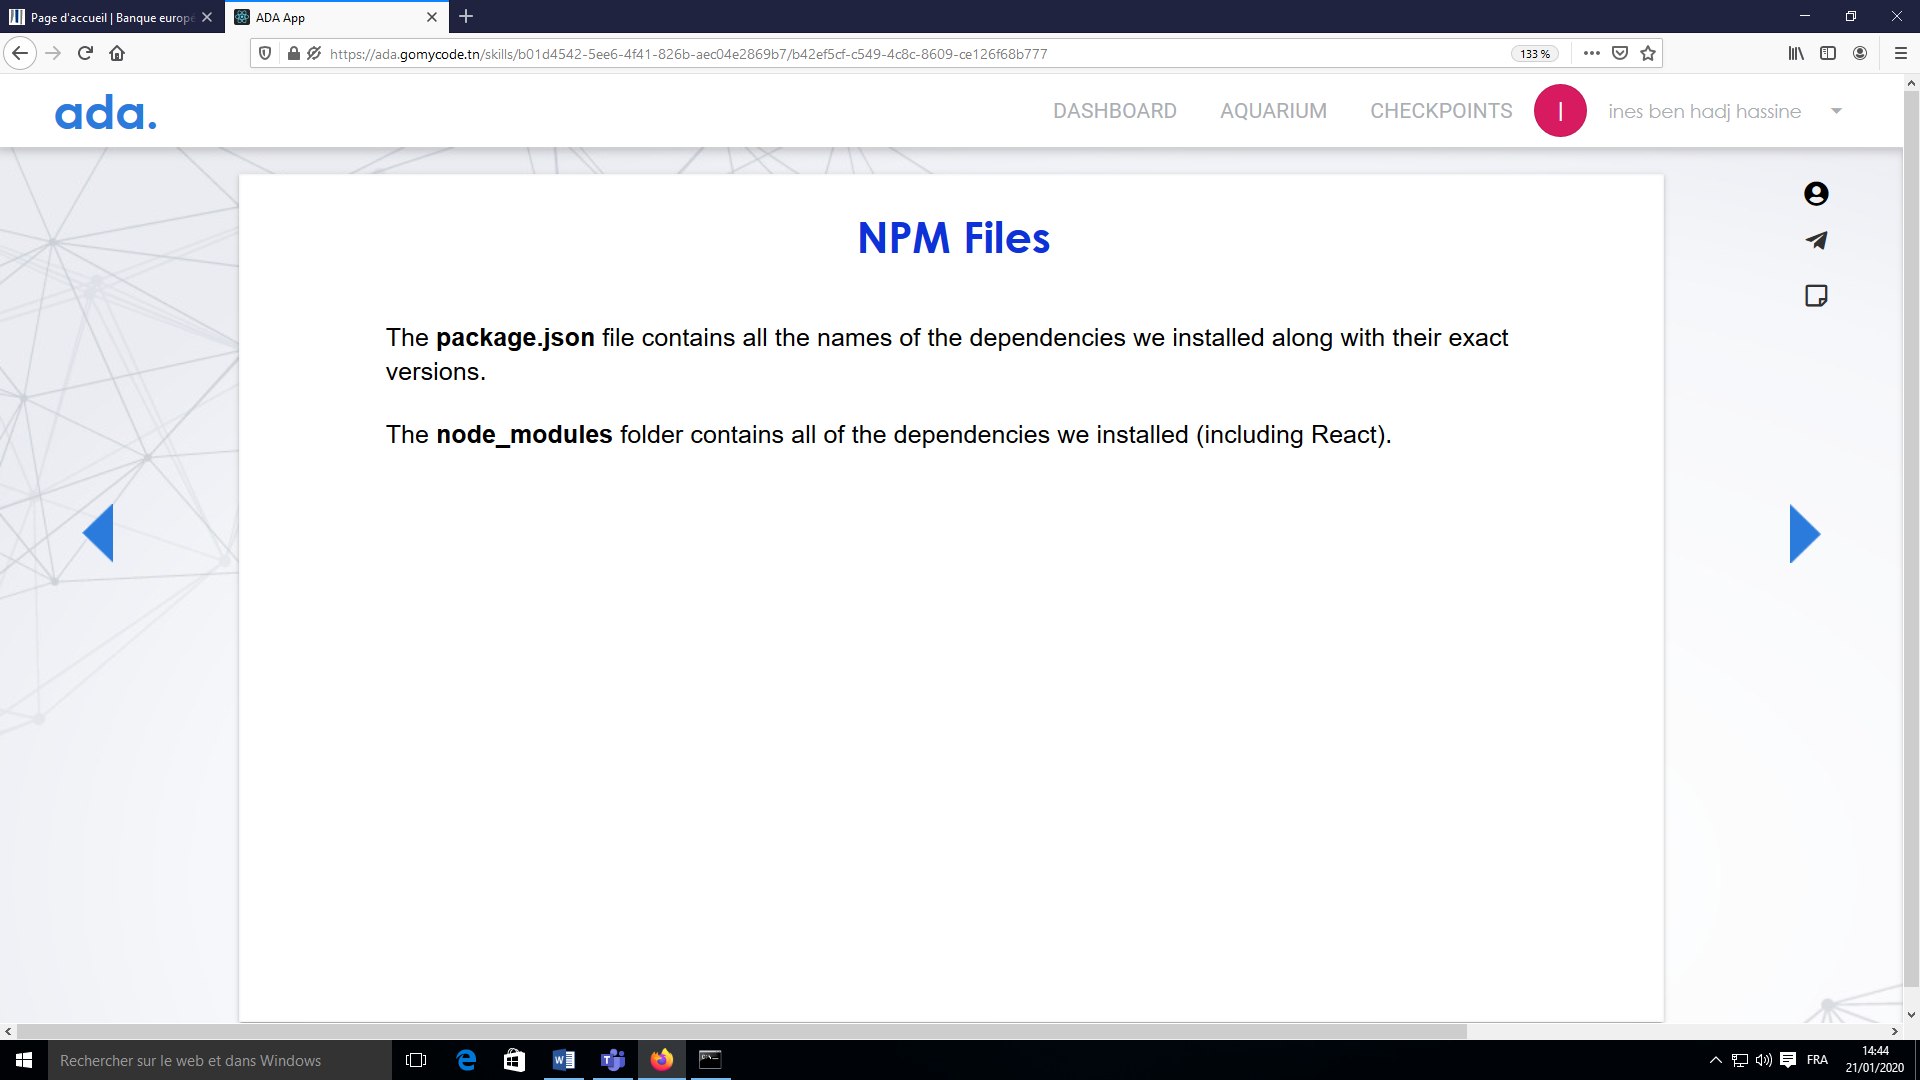 Page d'accueil | Banque europé
ADA App
https://ada.gomycode.tn/skills/b01d4542-5ee6-4f41-826b-aec04e2869b7/b42ef5cf-c549-4c8c-8609-ce126f68b777
133 %
ada.
DASHBOARD
AQUARIUM
CHECKPOINTS
I
ines ben hadj hassine
NPM Files
The package.json file contains all the names of the dependencies we installed along with their exact
versions.
The node_modules folder contains all of the dependencies we installed (including React).
Rechercher sur le web et dans Windows
FRA
14:44
21/01/2020